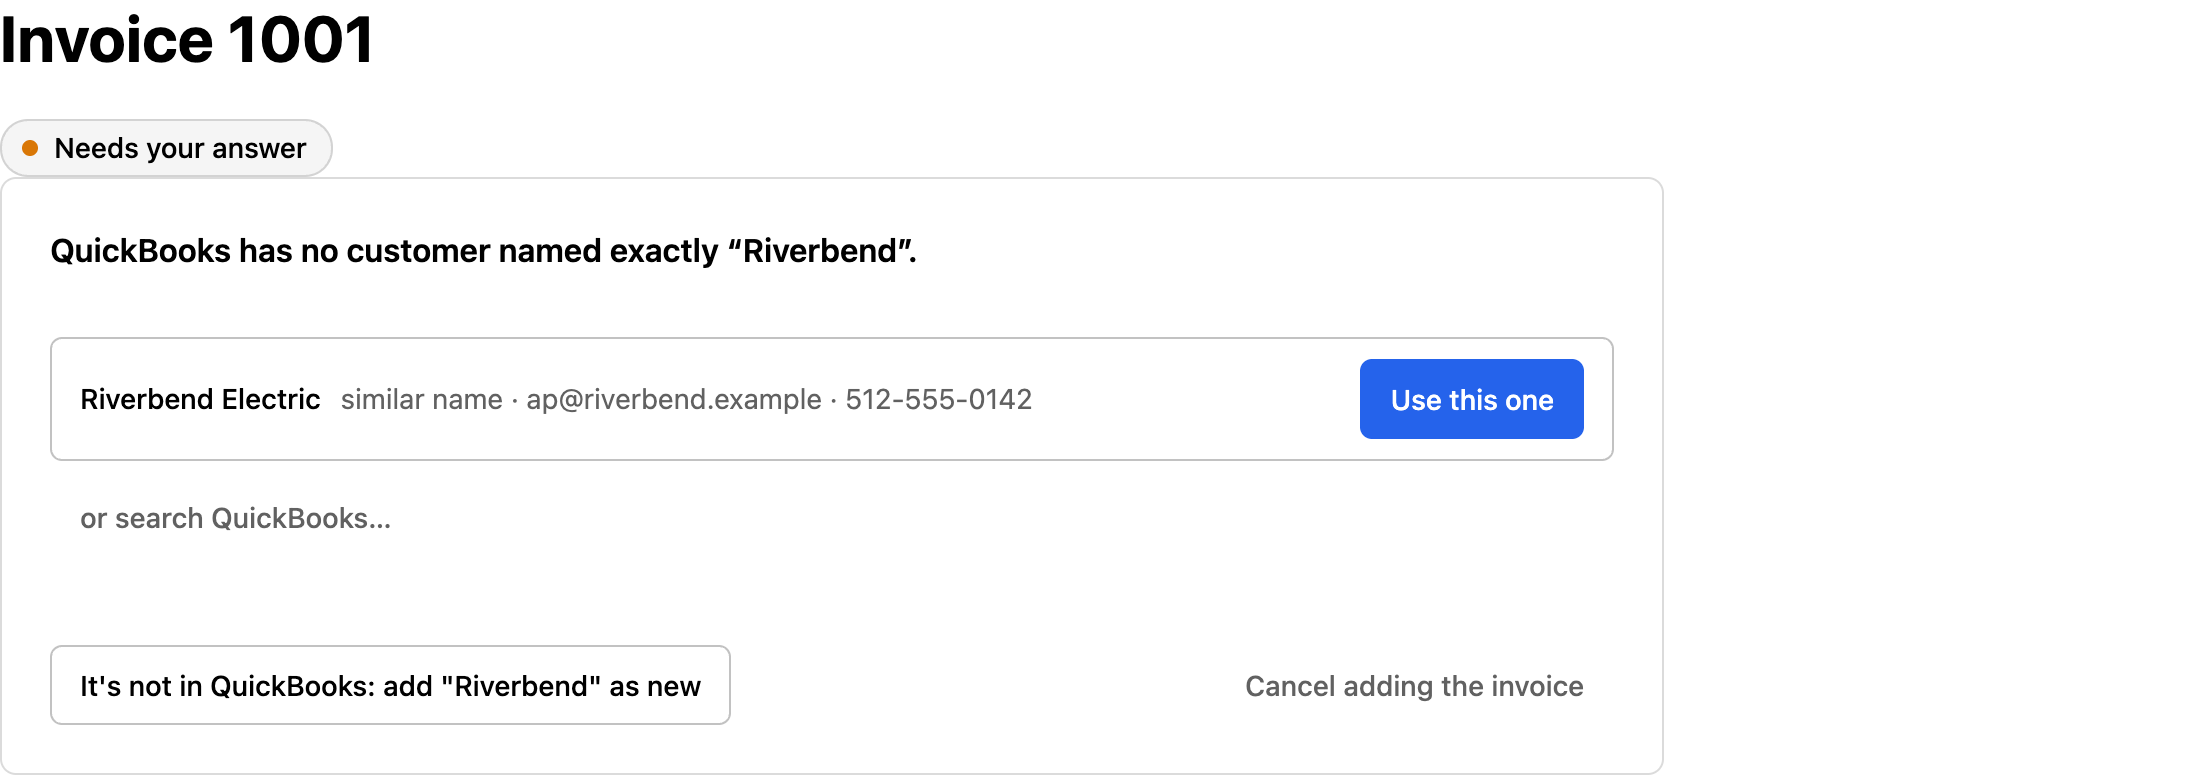 Invoice 1001
Needs your answer
QuickBooks has no customer named exactly “Riverbend”.
Riverbend Electric similar name · ap@riverbend.example · 512-555-0142
Use this one
or search QuickBooks...
It's not in QuickBooks: add "Riverbend" as new
Cancel adding the invoice